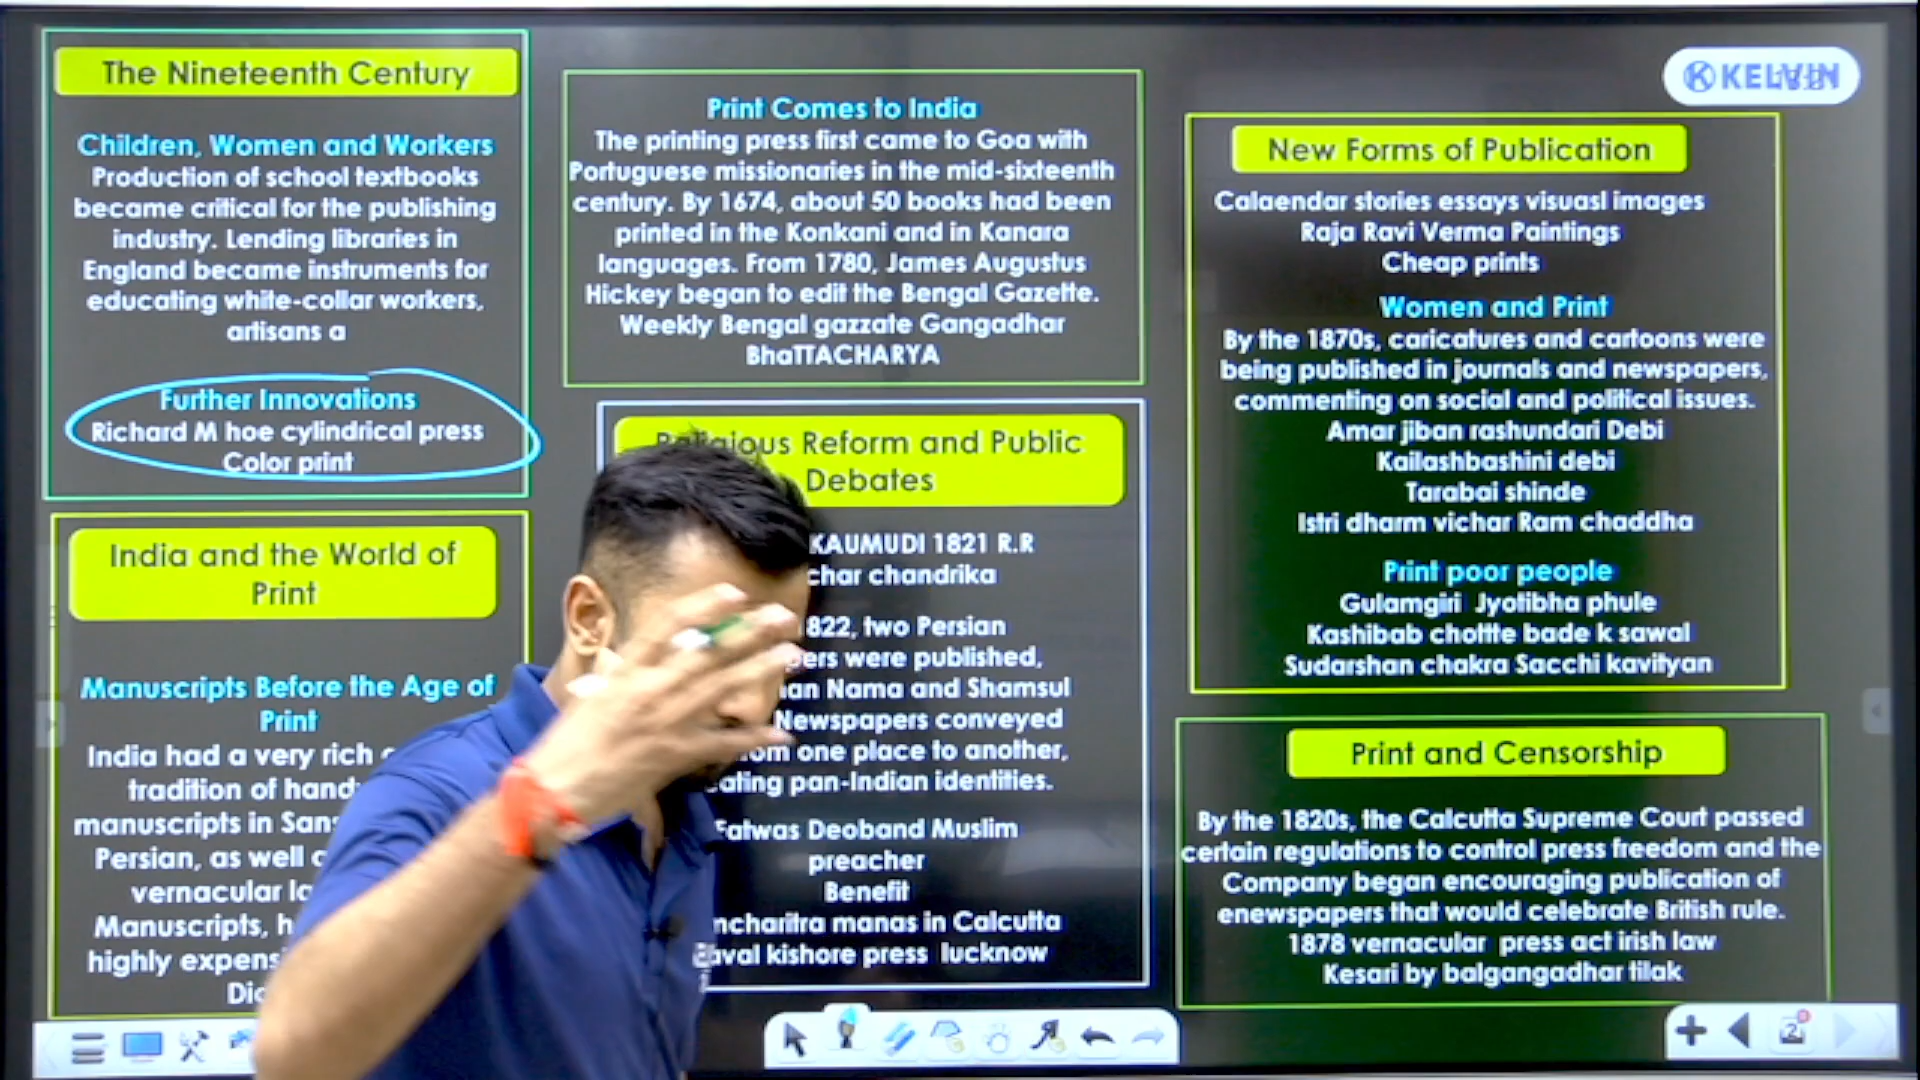 The Nineteenth Century
Children, Women and Workers
Production of school textbooks
became critical for the publishing
industry. Lending libraries in
England became instruments for
educating white-collar workers,
artisans a
Further Innovations
Richard M hoe cylindrical press
Color print
India and the World of
Print
Manuscripts Before the Age of
Print
India had a very rich
tradition of hand
manuscripts in
Persian, as well
vernacular
Manuscripts,
highly
Print Comes to India
The printing press first came to Goa with
Portuguese missionaries in the mid-sixteenth
century. By 1674, about 50 books had been
printed in the Konkani and in Kanara
languages. From 1780, James Augustus
Hickey began to edit the Bengal Gazette.
Weekly Bengal gazzate Gangadhar
BhaTTACHARYA
Religious Reform and Public
Debates
KAUMUDI 1821 R.R
char chandrika
822, two Persian
pers were published,
Nama and Shamsul
Newspapers conveyed
from one place to another,
ating pan-Indian identities.
Fatwas Deoband Muslim
preacher
Benefit
mcharitra manas in Calcutta
aval kishore press lucknow
KELVIN
New Forms of Publication
Calaendar stories essays visuasl images
Raja Ravi Verma Paintings
Cheap prints
Women and Print
By the 1870s, caricatures and cartoons were
being published in journals and newspapers,
commenting on social and political issues.
Amar jiban rashundari Debi
Kailashbashini debi
Tarabai shinde
Istri dharm vichar Ram chaddha
Print poor people
Gulamgiri Jyotibha phule
Kashibab chottte bade k sawal
Sudarshan chakra Sacchi kavityan
Print and Censorship
By the 1820s, the Calcutta Supreme Court passed
certain regulations to control press freedom and the
Company began encouraging publication of
enewspapers that would celebrate British rule.
1878 vernacular press act irish law
Kesari by balgangadhar tilak
2